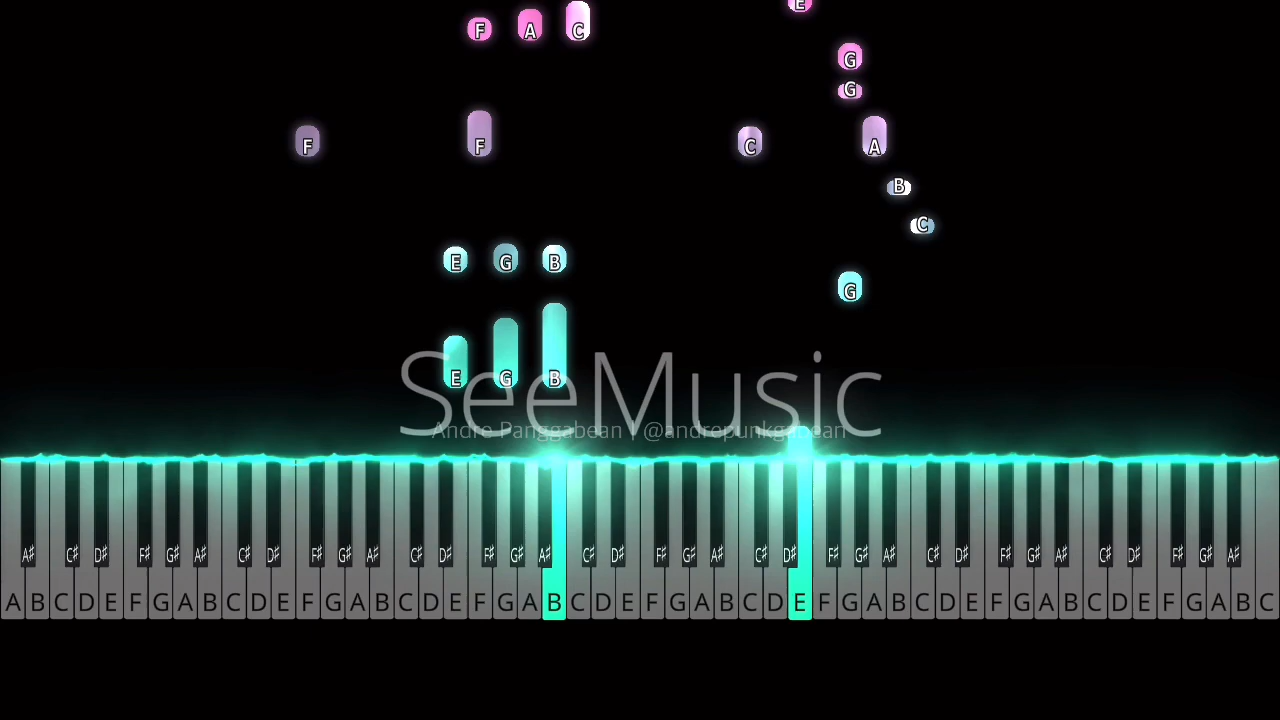 E
F A C
G
G
F F C A
B
C
E G B
G
E G B
SeeMusic
Andre Panggabean | @andrepunkgabean
A# C# D# F# G# A# C# D# F# G# A# C# D# F# G# A# C# D# F# G# A# C# D# F# G# A# C# D# F# G# A# C# D# F# G# A#
A B C D E F G A B C D E F G A B C D E F G A B C D E F G A B C D E F G A B C D E F G A B C D E F G A B C